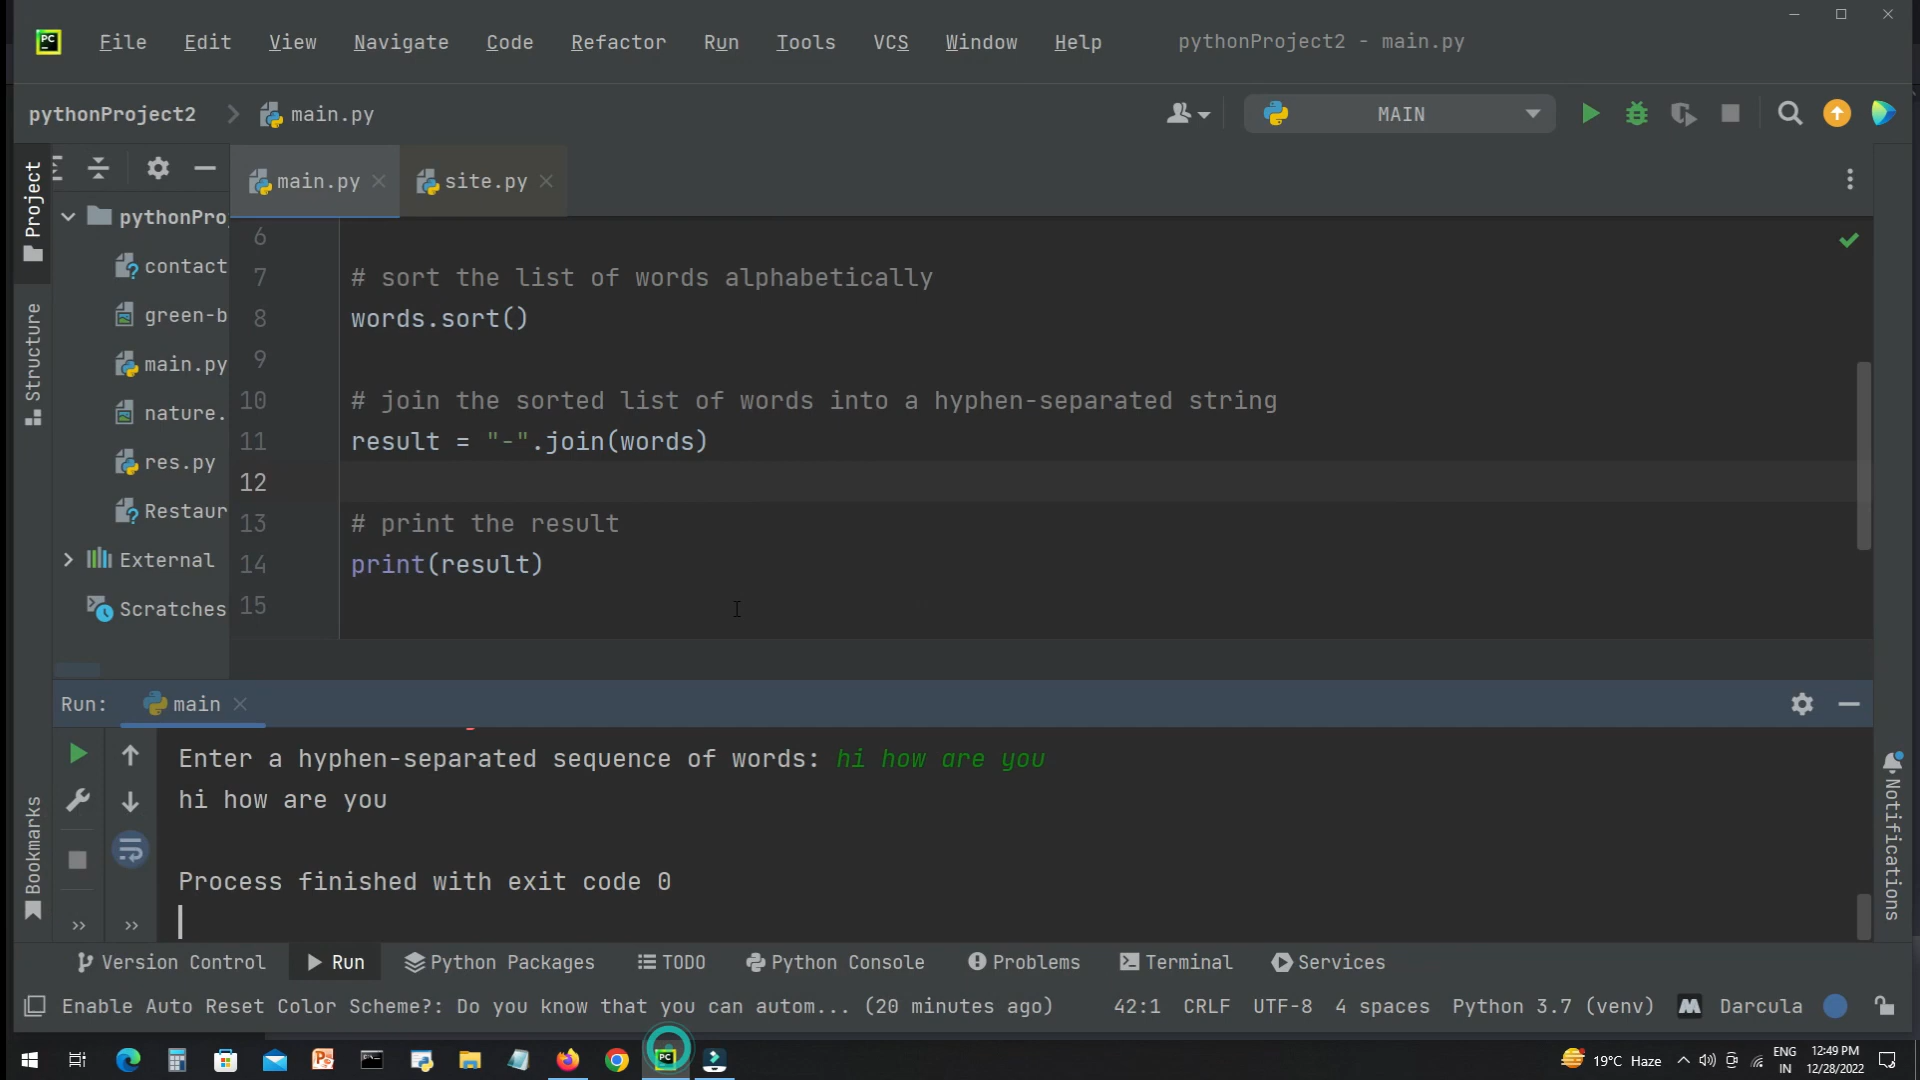 File Edit View Navigate Code Refactor Run Tools VCS Window Help pythonProject2 - main.py
pythonProject2 main.py MAIN
Project
Structure
Bookmarks
main.py site.py
pythonPro
contact
green-b
main.py
nature.
res.py
Restaur
External
Scratches
6
7 # sort the list of words alphabetically
8 words.sort()
9
10 # join the sorted list of words into a hyphen-separated string
11 result = "-".join(words)
12
13 # print the result
14 print(result)
15
Run: main
Enter a hyphen-separated sequence of words: hi how are you
hi how are you
Process finished with exit code 0
Notifications
Version Control Run Python Packages TODO Python Console Problems Terminal Services
Enable Auto Reset Color Scheme?: Do you know that you can autom... (20 minutes ago) 42:1 CRLF UTF-8 4 spaces Python 3.7 (venv) Darcula
19°C Haze ENG 12:49 PM
IN 12/28/2022